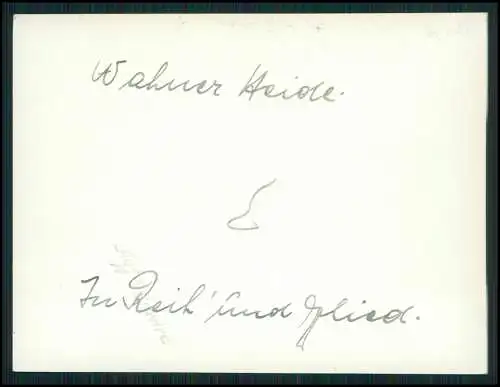 Wahner Heide.
In Reih' und Glied.